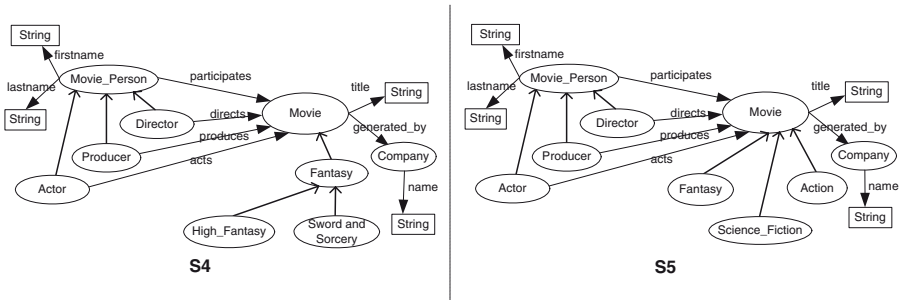 String
firstname
lastname
Movie_Person
participates
title
String
String
directs
Movie
Director
produces
generated_by
Producer
acts
Company
Actor
Fantasy
name
High_Fantasy
Sword and
Sorcery
String
S4
String
firstname
lastname
Movie_Person
participates
title
String
String
directs
Movie
Director
produces
generated_by
Producer
acts
Company
Actor
Fantasy
Action
name
Science_Fiction
String
S5